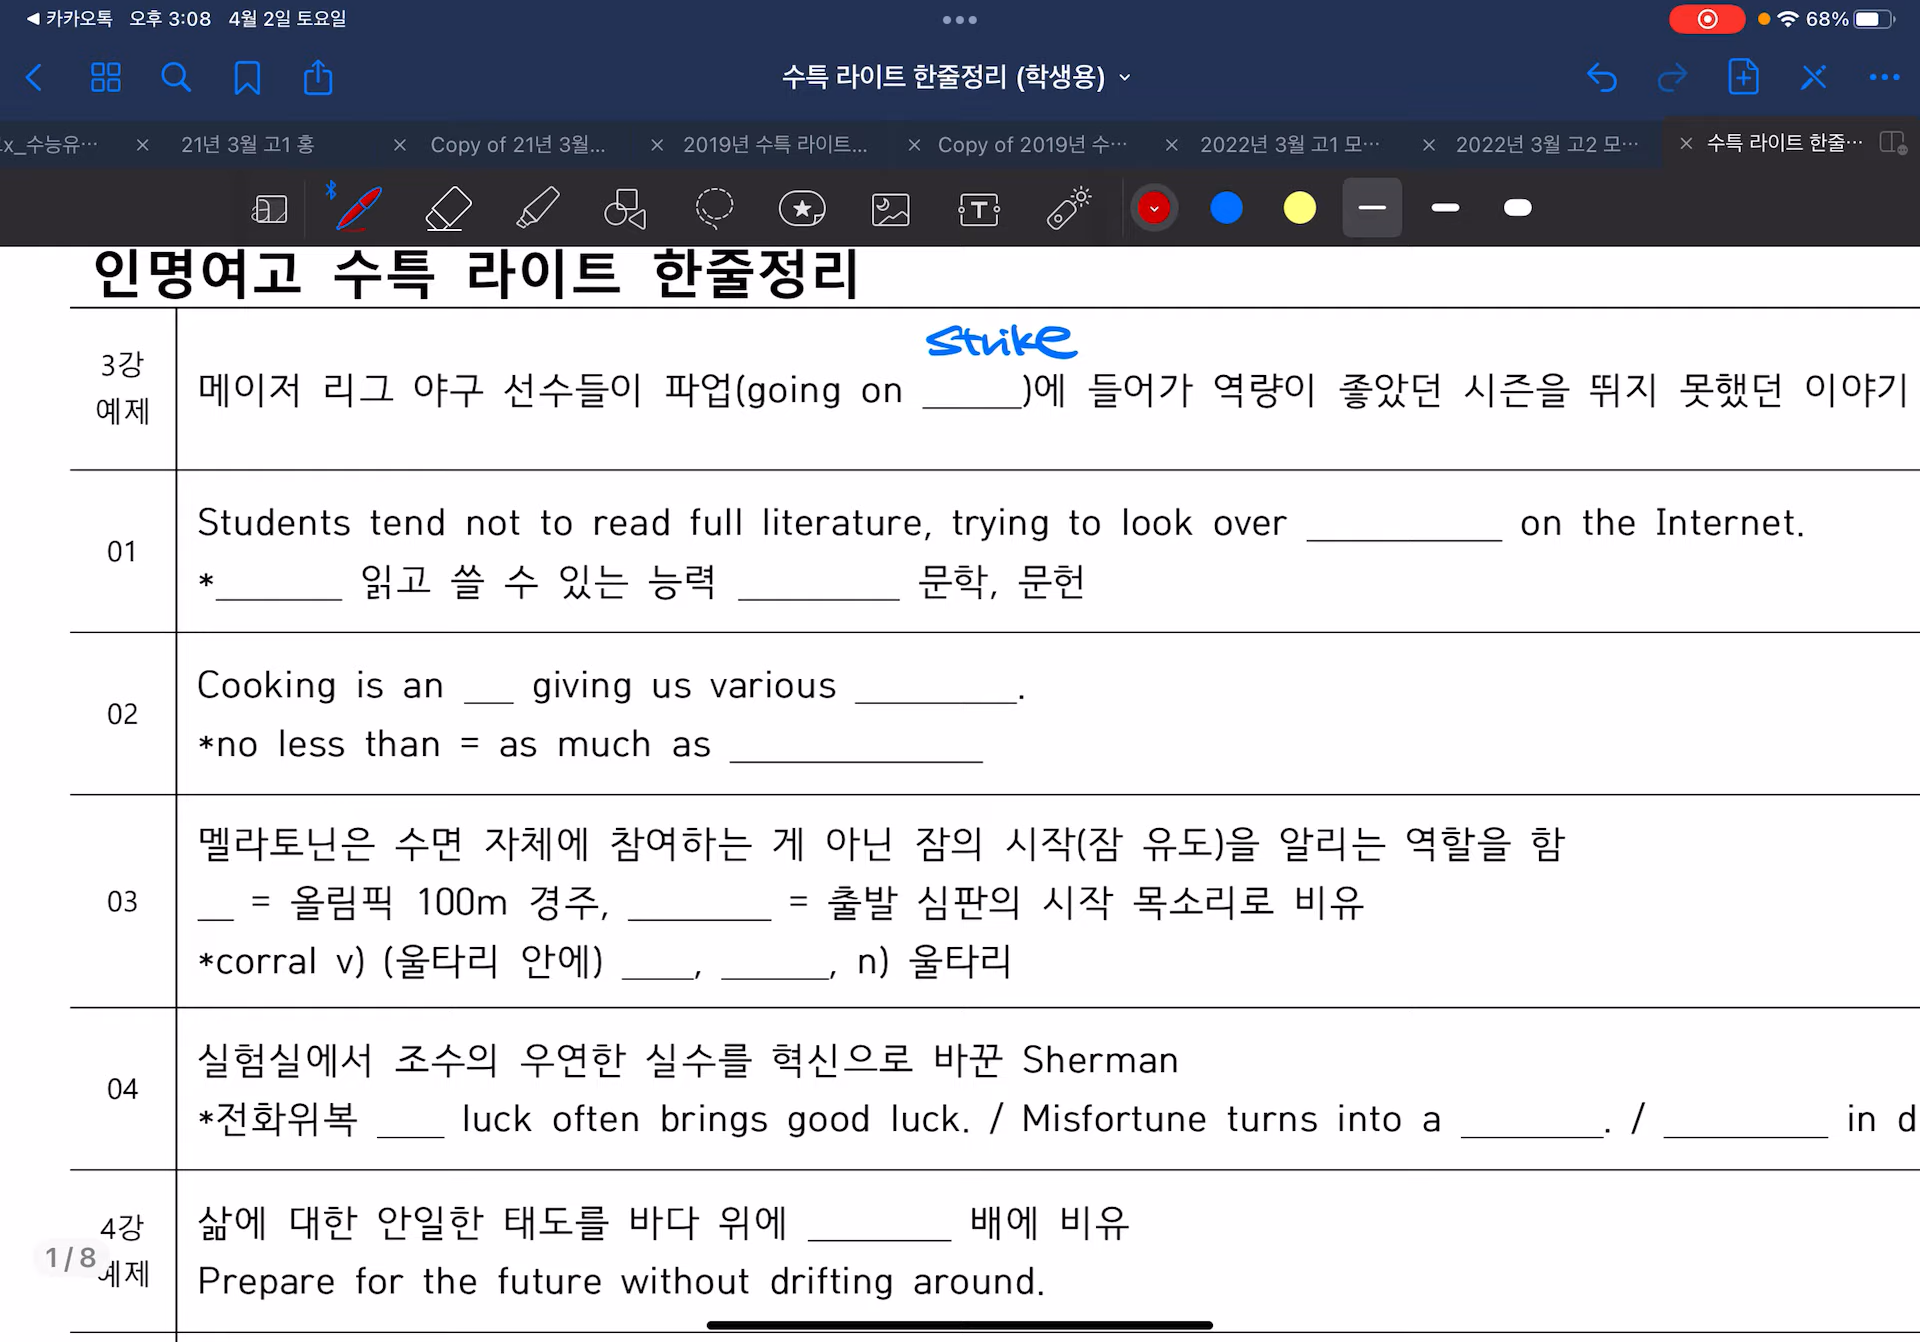 ◀ 카카오톡 오후 3:08 4월 2일 토요일 68%
수특 라이트 한줄정리 (학생용)
x_수능유··· 21년 3월 고1 홍 Copy of 21년 3월... 2019년 수특 라이트... Copy of 2019년 수··· 2022년 3월 고1 모··· 2022년 3월 고2 모··· 수특 라이트 한줄···
인명여고 수특 라이트 한줄정리
strike
3강
예제
메이저 리그 야구 선수들이 파업(going on _____)에 들어가 역량이 좋았던 시즌을 뛰지 못했던 이야기
01
Students tend not to read full literature, trying to look over __________ on the Internet.
*_______ 읽고 쓸 수 있는 능력 _________ 문학, 문헌
02
Cooking is an ___ giving us various _________.
*no less than = as much as ______________
03
멜라토닌은 수면 자체에 참여하는 게 아닌 잠의 시작(잠 유도)을 알리는 역할을 함
__ = 올림픽 100m 경주, ________ = 출발 심판의 시작 목소리로 비유
*corral v) (울타리 안에) ____, ______, n) 울타리
04
실험실에서 조수의 우연한 실수를 혁신으로 바꾼 Sherman
*전화위복 ____ luck often brings good luck. / Misfortune turns into a ________. / _________ in d
4강
예제
삶에 대한 안일한 태도를 바다 위에 ________ 배에 비유
Prepare for the future without drifting around.
1/8